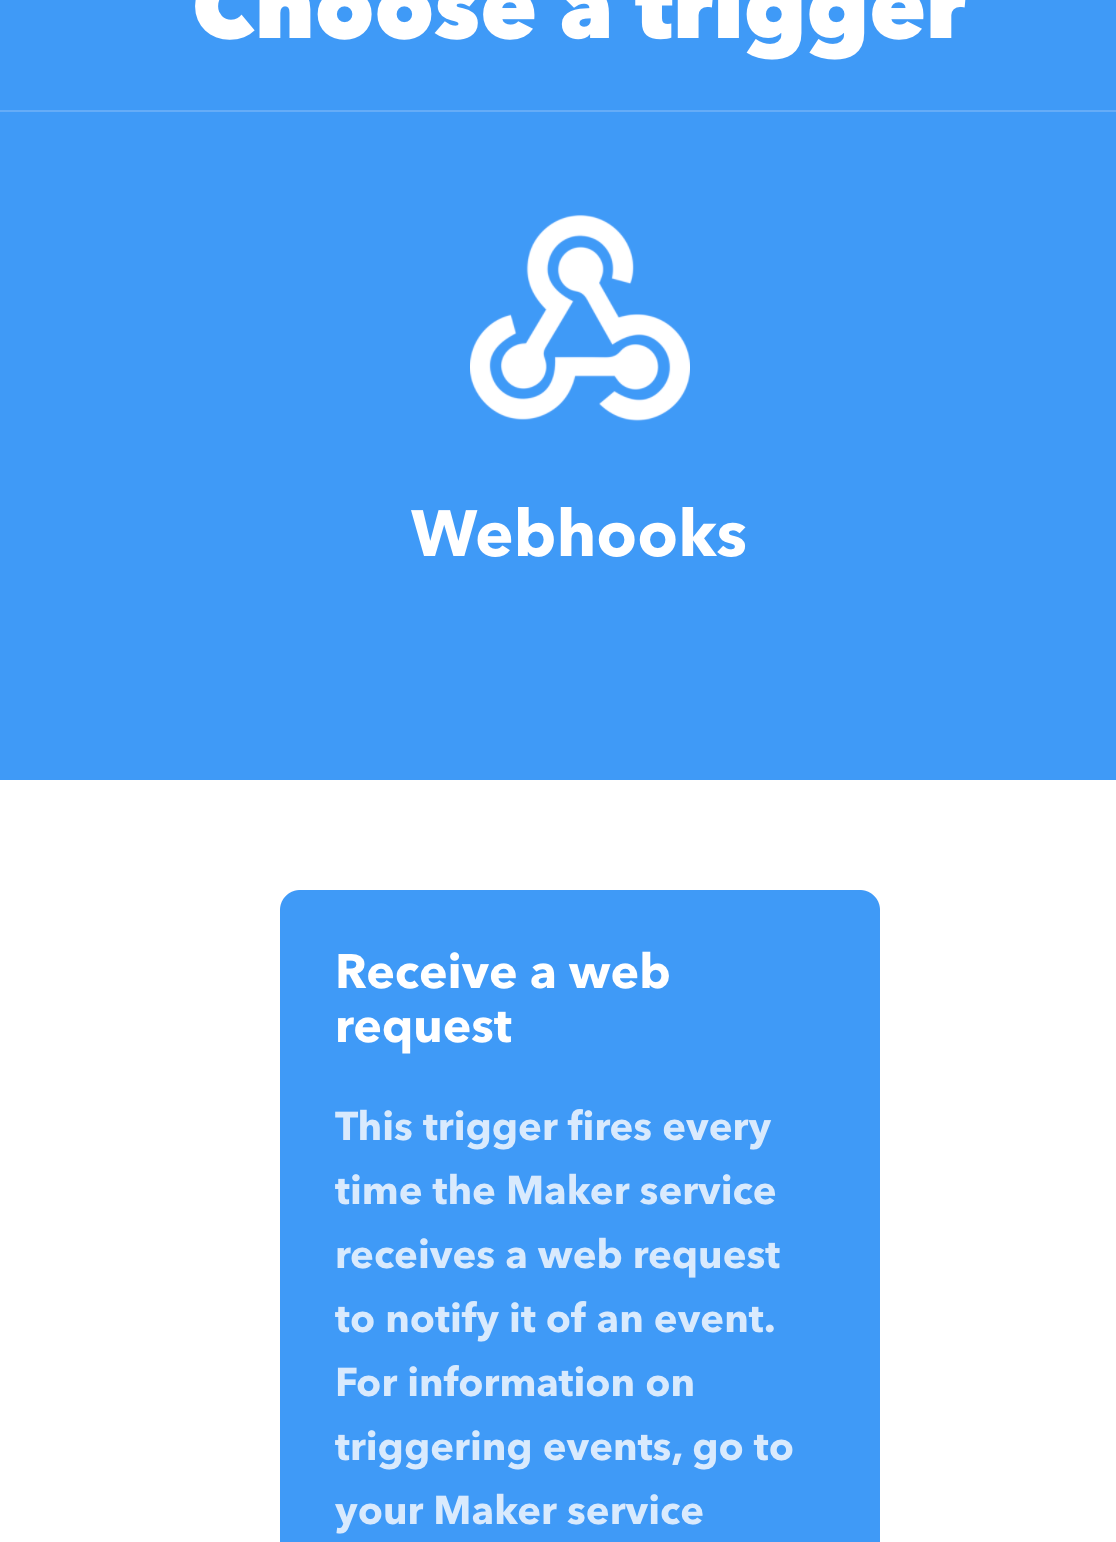 Choose a trigger
Webhooks
Receive a web
request
This trigger fires every
time the Maker service
receives a web request
to notify it of an event.
For information on
triggering events, go to
your Maker service